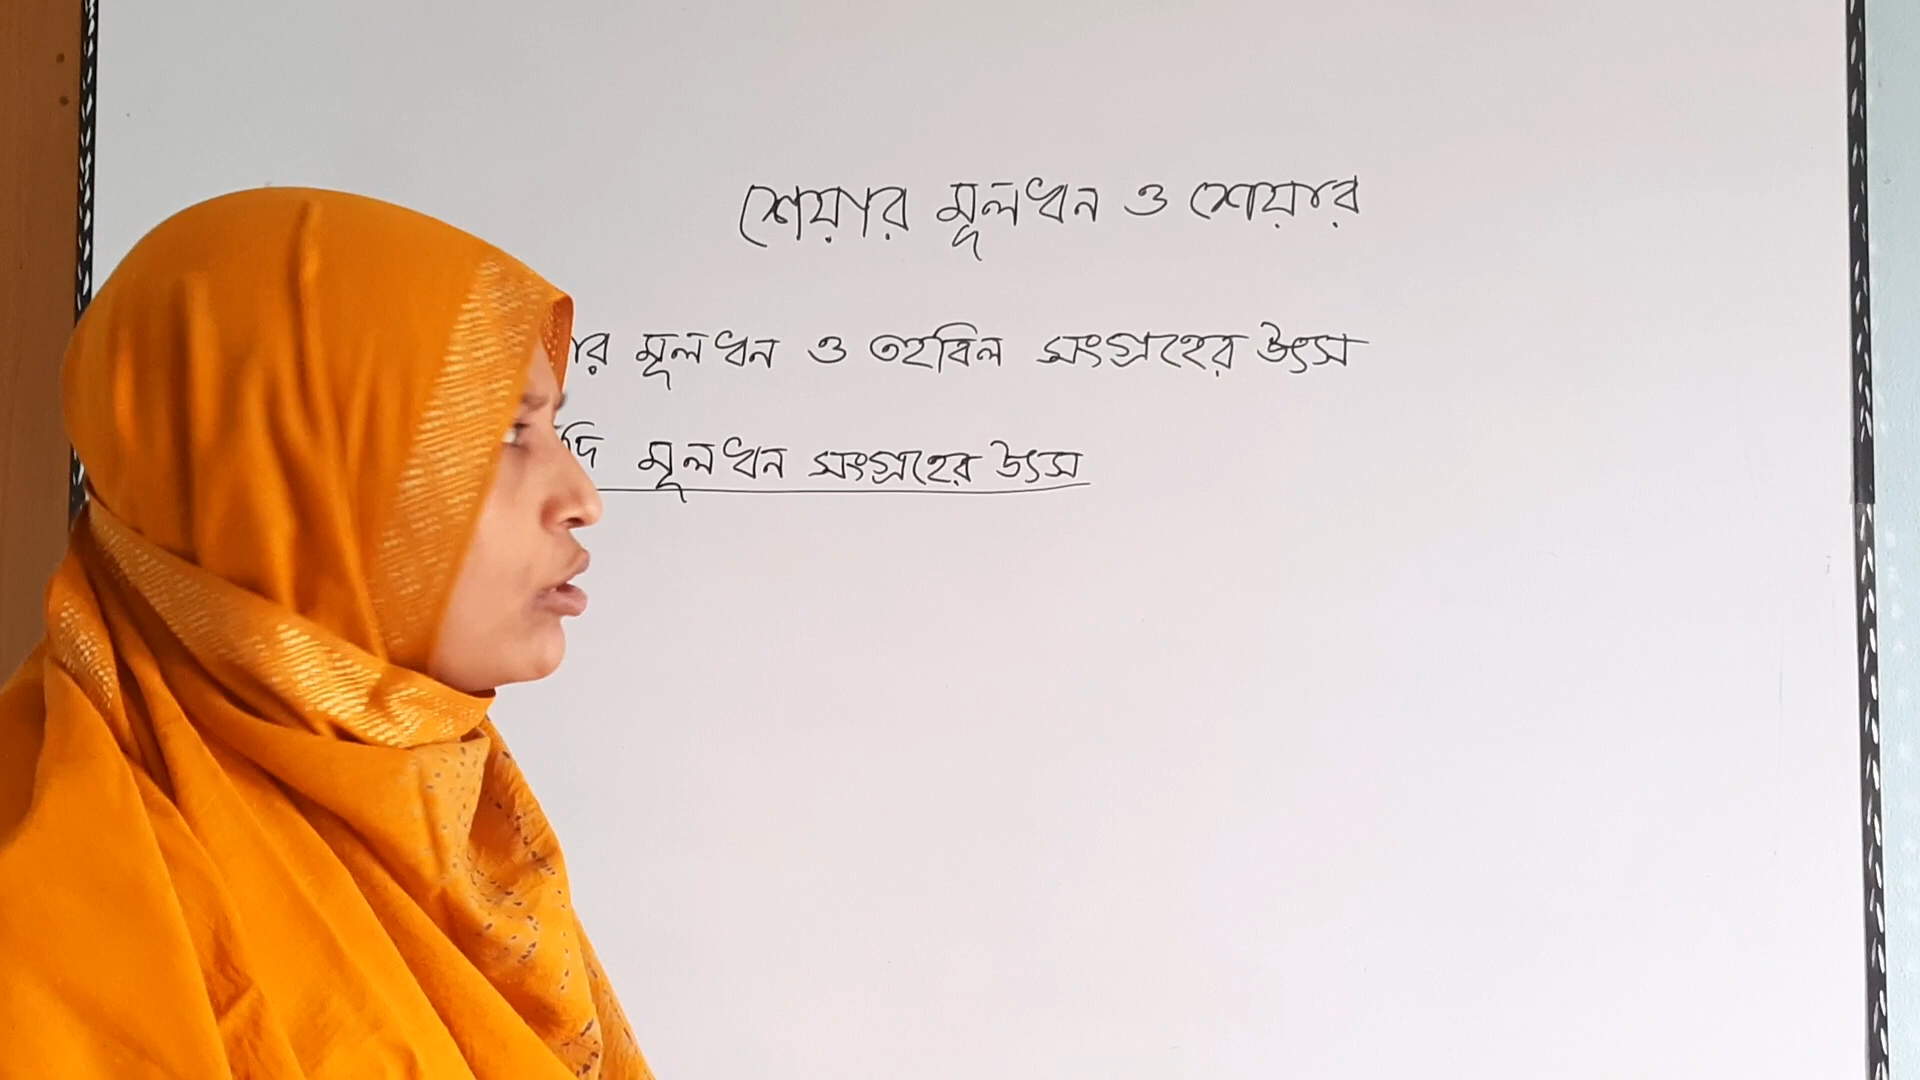 শেয়ার মূলধন ও শেয়ার
মূলধন ও তহবিল সংগ্রহের উৎস
মূলধন সংগ্রহের উৎস